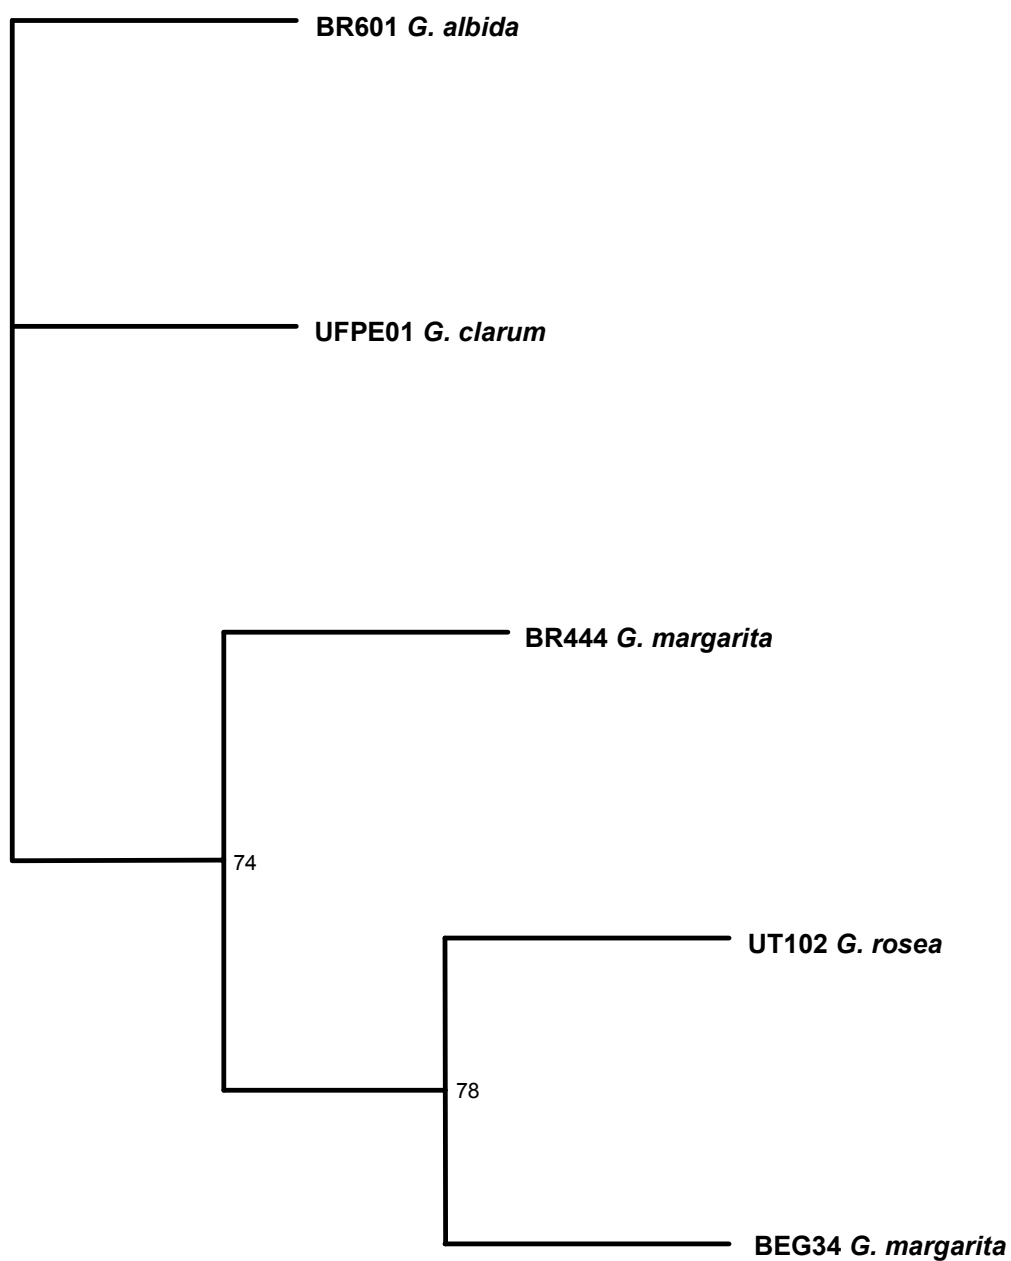 BR601 G. albida
UFPE01 G. clarum
BR444 G. margarita
74
UT102 G. rosea
78
BEG34 G. margarita